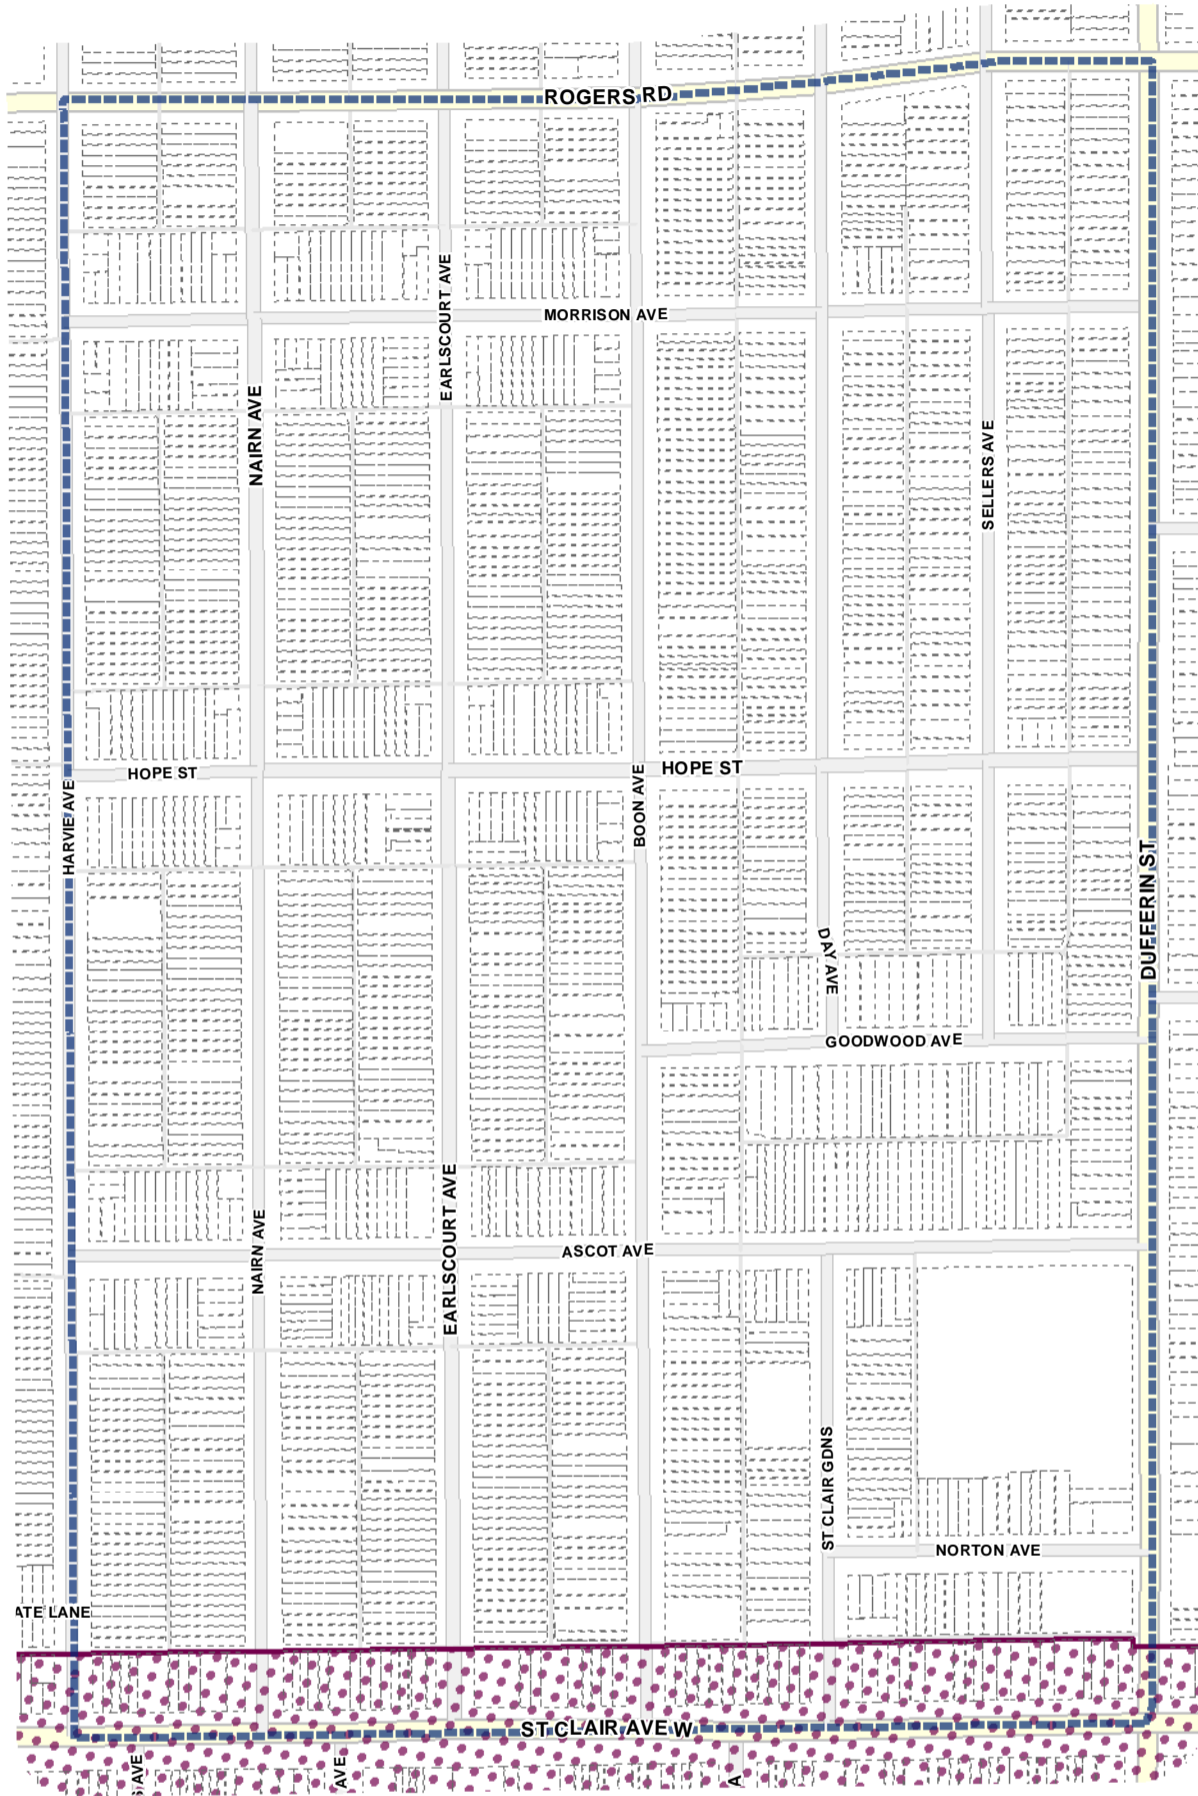 ROGERS RD
EARLSCOURT AVE
MORRISON AVE
NAIRN AVE
SELLERS AVE
HOPE ST
HOPE ST
HARVIE AVE
BOON AVE
DUFFERIN ST
DAY AVE
GOODWOOD AVE
EARLSCOURT AVE
NAIRN AVE
ASCOT AVE
ST CLAIR GDNS
NORTON AVE
ATE LANE
ST CLAIR AVE W
S AVE
AVE
A